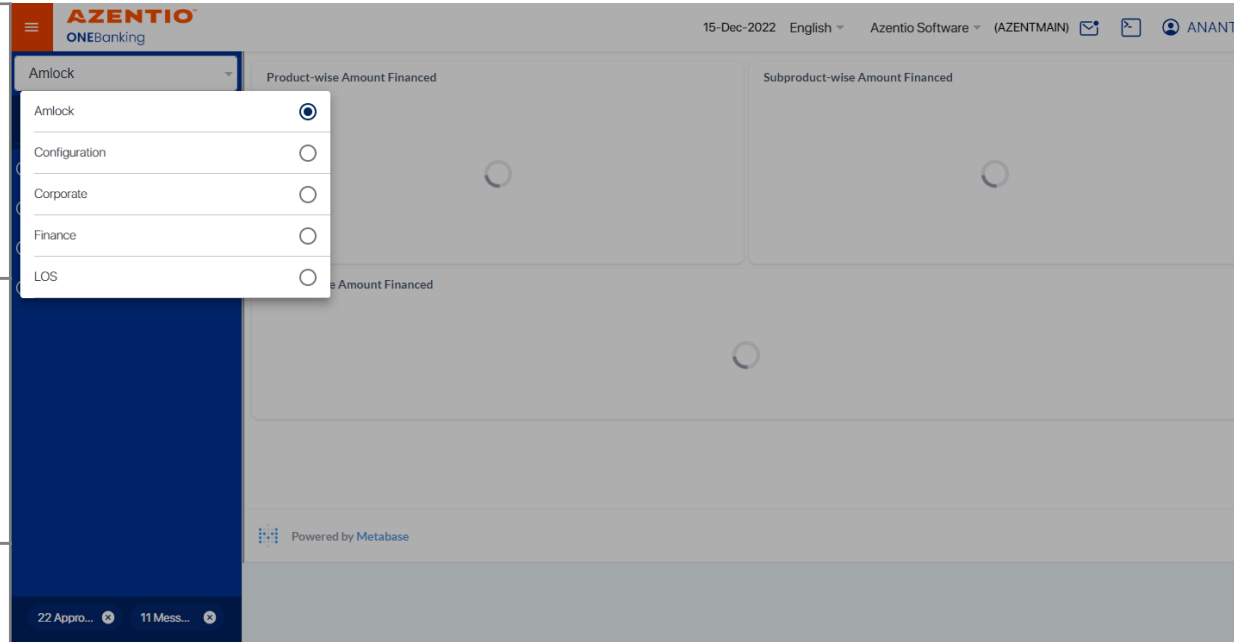 AZENTIO
ONEBanking
15-Dec-2022 English Azentio Software (AZENTMAIN) ANANT
Amlock
Product-wise Amount Financed
Subproduct-wise Amount Financed
Amlock
Configuration
Corporate
Finance
LOS
Amount Financed
Powered by Metabase
22 Appro...
11 Mess...